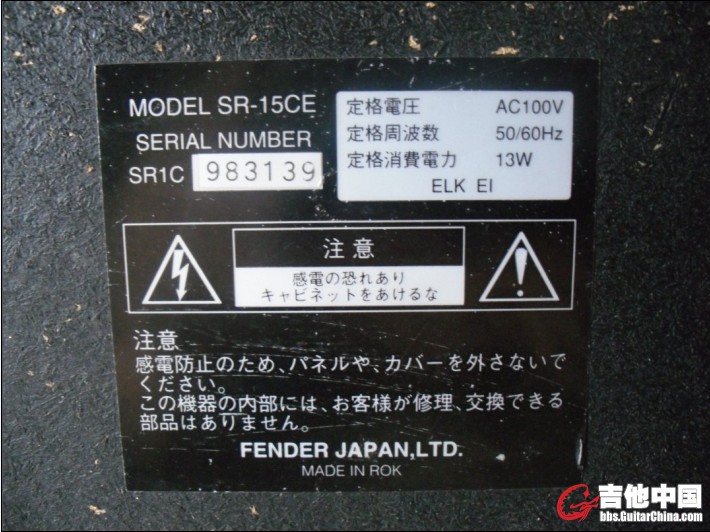 MODEL SR-15CE
SERIAL NUMBER
SR1C 983139
定格電圧 AC100V
定格周波数 50/60Hz
定格消費電力 13W
ELK EI
注意
感電の恐れあり
キャビネットをあけるな
注意
感電防止のため、パネルや、カバーを外さないで
ください。
この機器の内部には、お客様が修理、交換できる
部品はありません。
FENDER JAPAN,LTD.
MADE IN ROK
吉他中国
bbs.GuitarChina.com